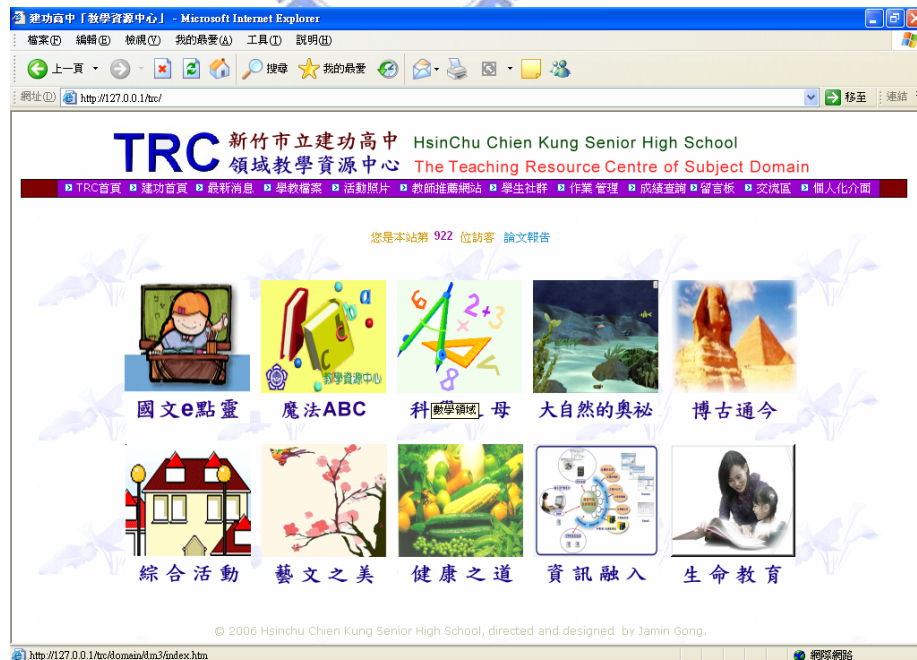 建功高中「教學資源中心」 - Microsoft Internet Explorer
檔案(F) 編輯(E) 檢視(V) 我的最愛(A) 工具(T) 說明(H)
上一頁 搜尋 我的最愛
網址(D) http://127.0.0.1/trc/ 移至 連結
TRC 新竹市立建功高中 HsinChu Chien Kung Senior High School
領域教學資源中心 The Teaching Resource Centre of Subject Domain
TRC首頁 建功首頁 最新消息 學教檔案 活動照片 教師推薦網站 學生社群 作業 管理 成績查詢 留言板 交流區 個人化介面
您是本站第 922 位訪客 論文報告
教學資源中心
國文e點靈 魔法ABC 科 母 大自然的奧祕 博古通今
數學領域
綜合活動 藝文之美 健康之道 資訊融入 生命教育
© 2006 Hsinchu Chien Kung Senior High School, directed and designed by Jamin Gong.
http://127.0.0.1/trc/domain/dm3/index.htm 網際網路